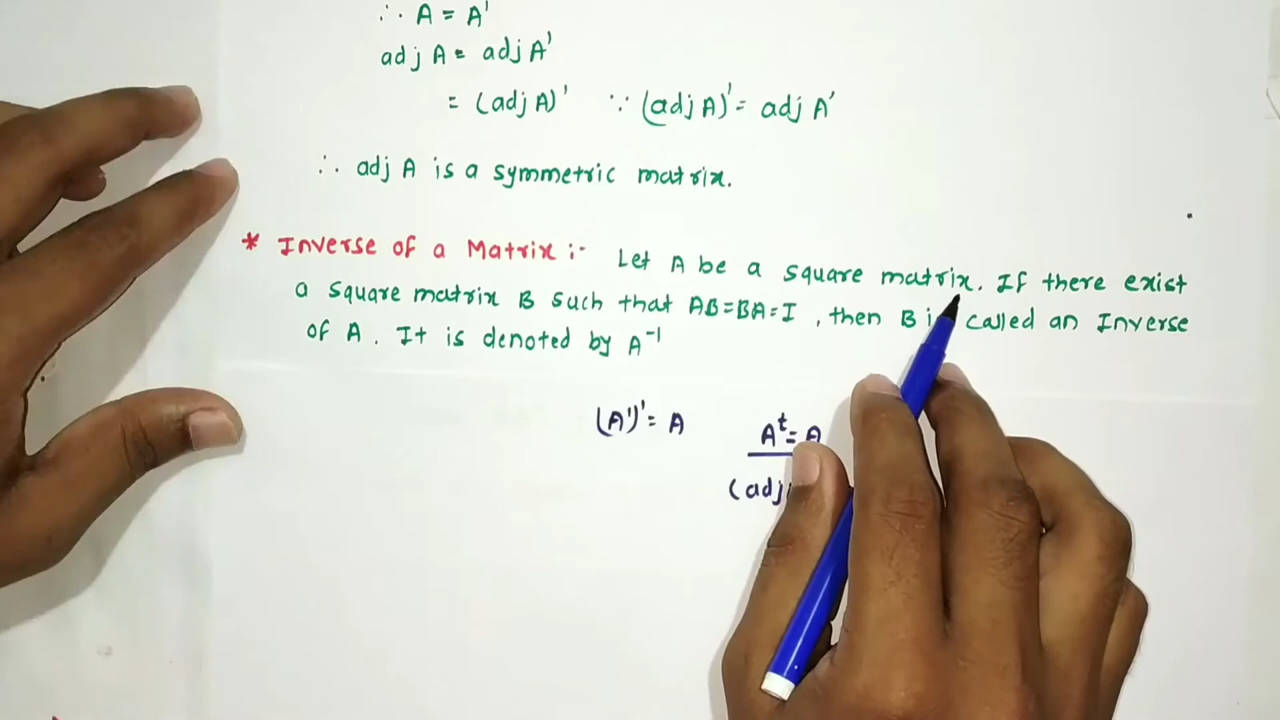 ∴ A = A'
adj A = adj A'
= (adj A)' ∵ (adj A)' = adj A'
∴ adj A is a symmetric matrix.
* Inverse of a Matrix :- Let A be a square matrix. If there exist
a square matrix B such that AB=BA=I , then B called an Inverse
of A. It is denoted by A⁻¹
(A')' = A Aᵗ = A
(adj